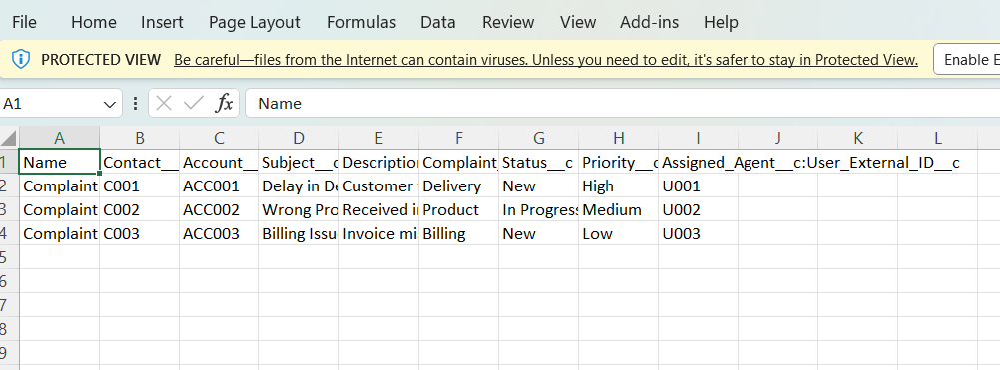 File Home Insert Page Layout Formulas Data Review View Add-ins Help
PROTECTED VIEW Be careful—files from the Internet can contain viruses. Unless you need to edit, it's safer to stay in Protected View. Enable E
A1 fx Name
A B C D E F G H I J K L
1 Name Contact__ Account_ Subject__c Description Complaint_ Status__c Priority__c Assigned_Agent__c:User_External_ID__c
2 Complaint C001 ACC001 Delay in De Customer Delivery New High U001
3 Complaint C002 ACC002 Wrong Pro Received i Product In Progress Medium U002
4 Complaint C003 ACC003 Billing Issu Invoice mi Billing New Low U003
5
6
7
8
9